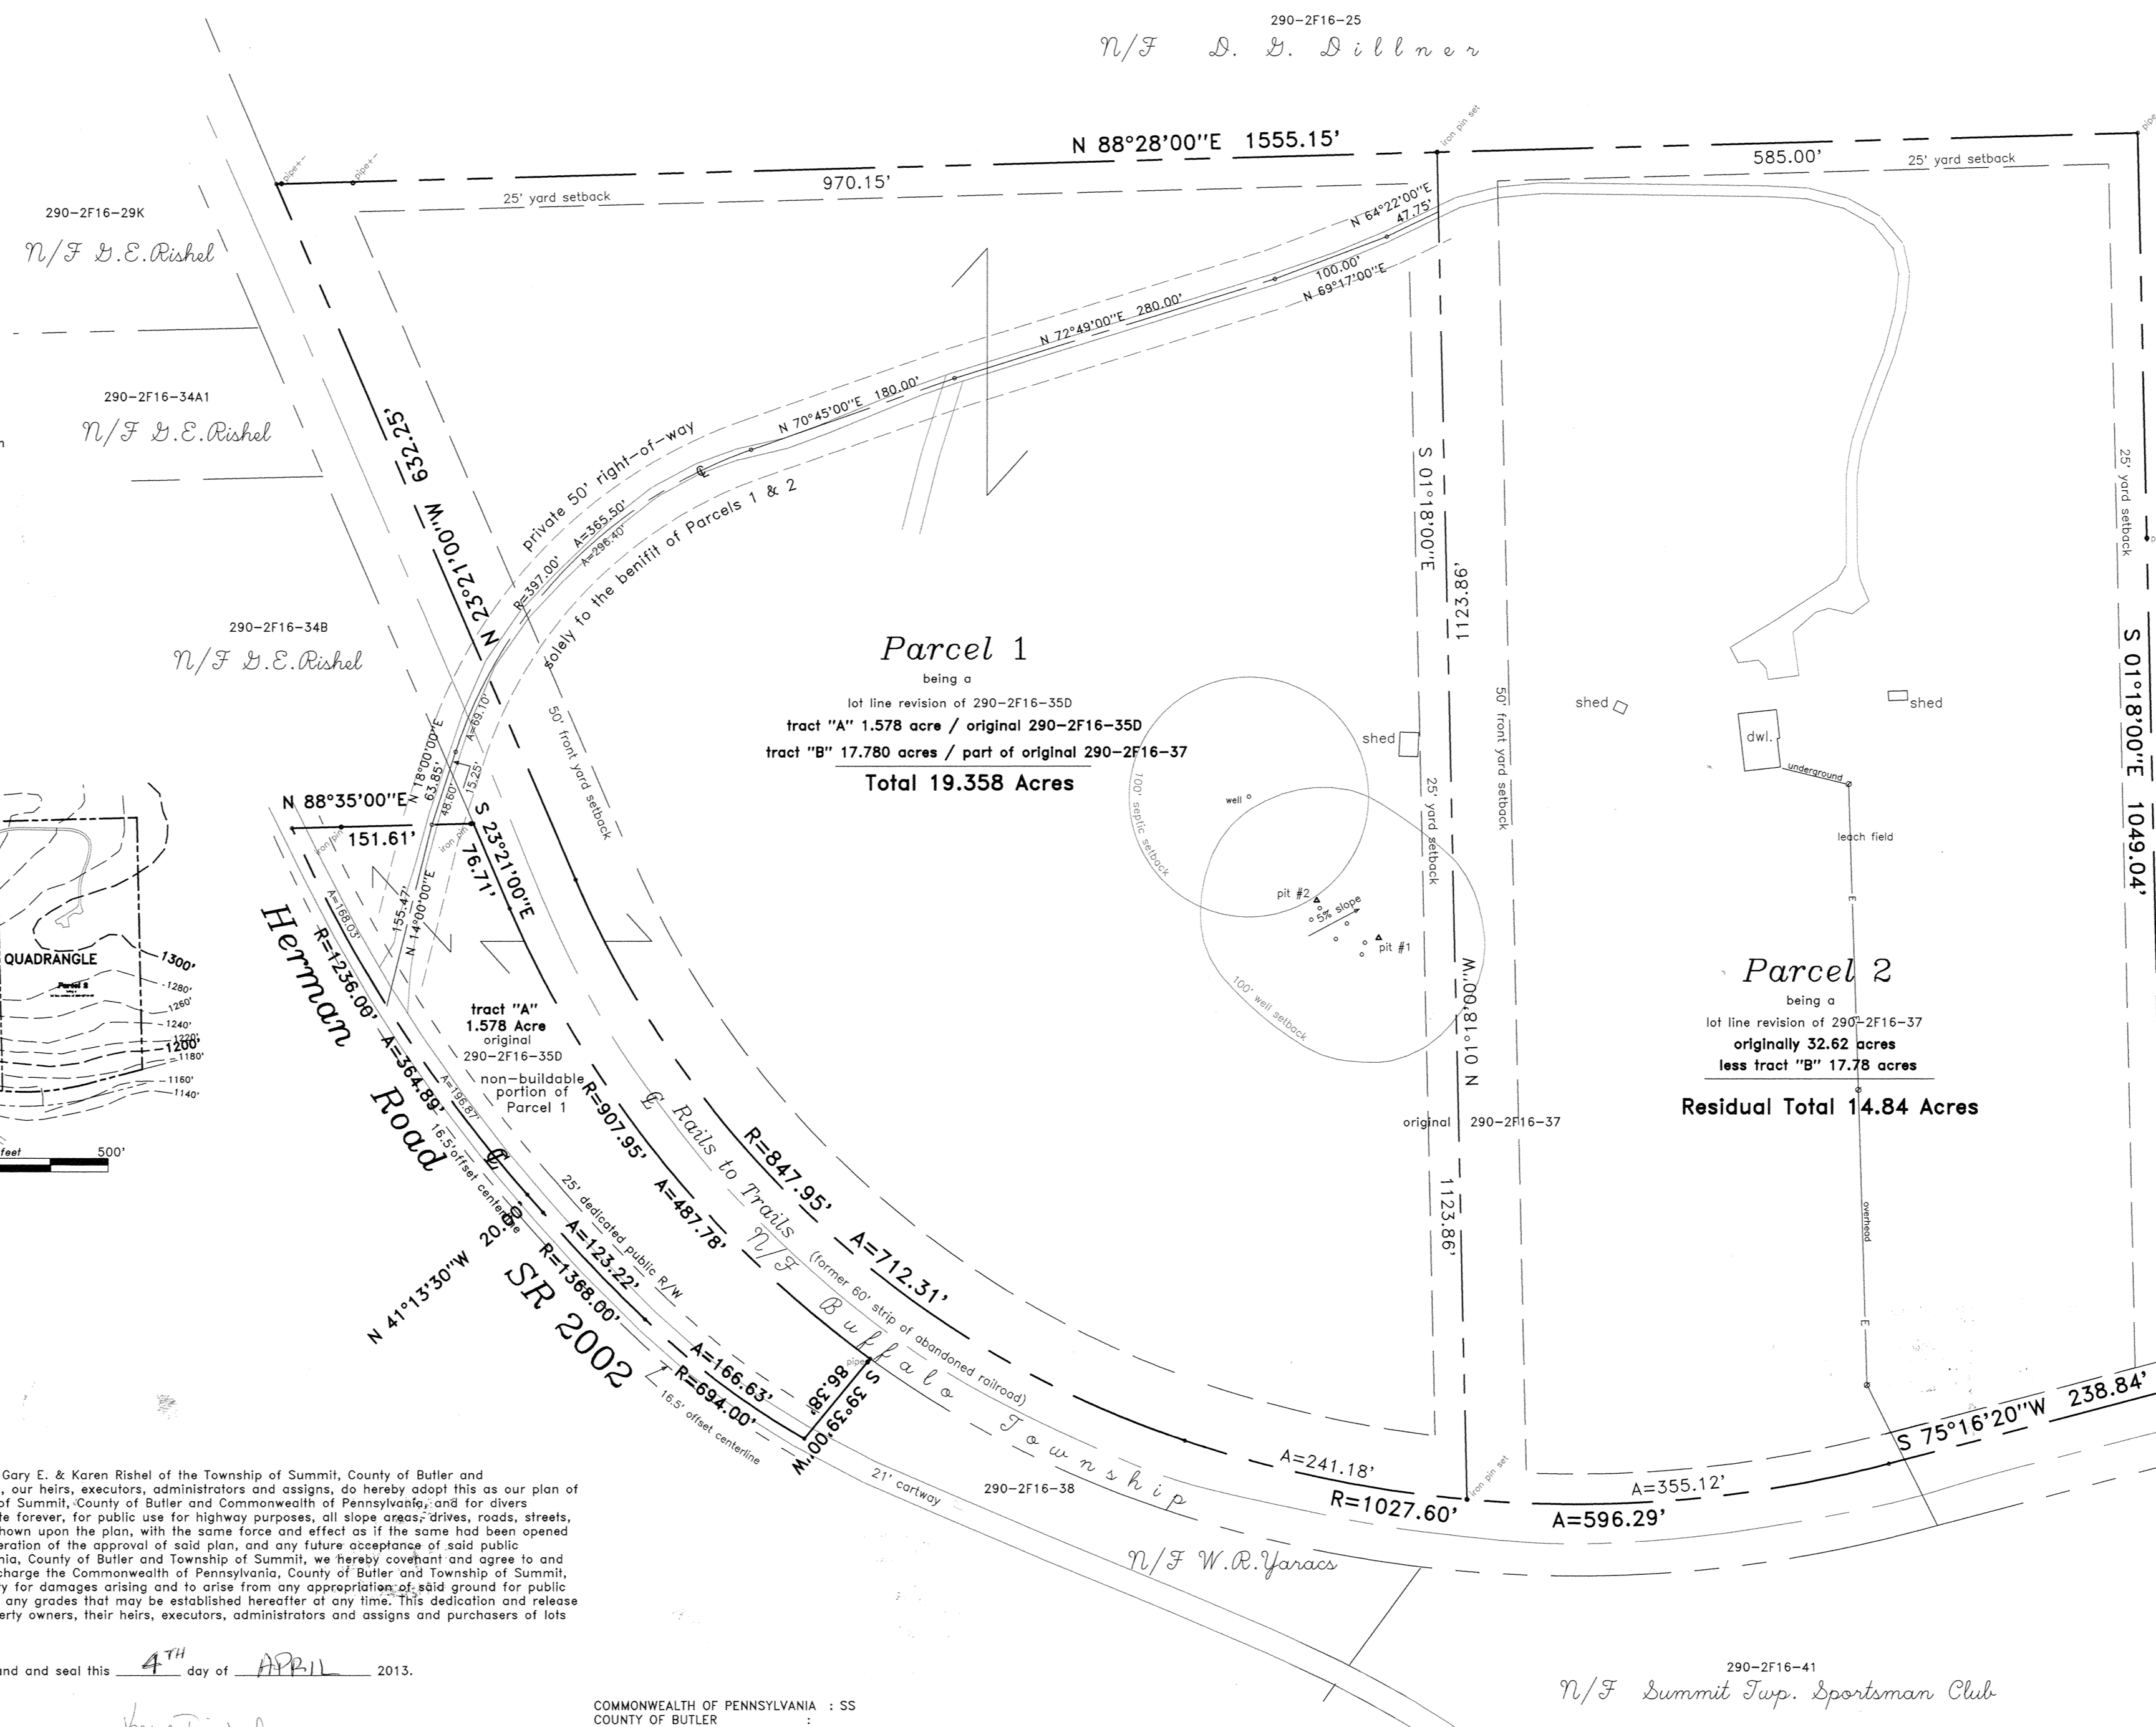 290-2F16-25
N/F D. G. Dillner
N 88°28'00"E 1555.15'
970.15'
585.00'
25' yard setback
25' yard setback
iron pin set
pipe+-
pipe+-
pipe
290-2F16-29K
N/F G.E.Rishel
290-2F16-34A1
N/F G.E.Rishel
290-2F16-34B
N/F G.E.Rishel
N 23°21'00"W 632.25'
N 64°22'00"E
47.75'
100.00'
N 69°17'00"E
N 72°49'00"E 280.00'
N 70°45'00"E 180.00'
private 50' right-of-way
solely fo the benifit of Parcels 1 & 2
℄
R=397.00' A=365.50'
A=296.40'
A=69.10'
N 18°00'00"E
63.85'
48.60'
15.25'
N 88°35'00"E
151.61'
iron pin
iron pin
S 23°21'00"E
76.71'
155.47'
N 14°00'00"E
50' front yard setback
Parcel 1
being a
lot line revision of 290-2F16-35D
tract "A" 1.578 acre / original 290-2F16-35D
tract "B" 17.780 acres / part of original 290-2F16-37
Total 19.358 Acres
100' septic setback
well
pit #2
5% slope
pit #1
100' well setback
shed
S 01°18'00"E
1123.86'
25' yard setback
50' front yard setback
N 01°18'00"W
1123.86'
original 290-2F16-37
shed
shed
dwl.
underground
leach field
E
E
E
overhead
25' yard setback
S 01°18'00"E 1049.04'
Parcel 2
being a
lot line revision of 290-2F16-37
originally 32.62 acres
less tract "B" 17.78 acres
Residual Total 14.84 Acres
QUADRANGLE
Parcel 2
1300'
1280'
1260'
1240'
1220'
1200'
1180'
1160'
1140'
feet 500'
Herman Road
SR 2002
A=168.03'
R=1236.00' A=364.89'
A=196.87'
16.5' offset centerline
℄
tract "A"
1.578 Acre
original
290-2F16-35D
non-buildable
portion of
Parcel 1
25' dedicated public R/W
N 41°13'30"W 20.60'
A=123.22'
R=1368.00'
A=166.63'
R=694.00'
16.5' offset centerline
R=907.95' A=487.78'
℄ Rails to Trails
(former 60' strip of abandoned railroad)
N/F Buffalo Township
R=847.95' A=712.31'
pipe
S 39°39'00"W
86.38'
21' cartway
290-2F16-38
N/F W.R.Yaracs
A=241.18'
R=1027.60'
iron pin set
A=355.12'
A=596.29'
S 75°16'20"W 238.84'
290-2F16-41
N/F Summit Twp. Sportsman Club
Gary E. & Karen Rishel of the Township of Summit, County of Butler and
, our heirs, executors, administrators and assigns, do hereby adopt this as our plan of
of Summit, County of Butler and Commonwealth of Pennsylvania, and for divers
te forever, for public use for highway purposes, all slope areas, drives, roads, streets,
hown upon the plan, with the same force and effect as if the same had been opened
eration of the approval of said plan, and any future acceptance of said public
nia, County of Butler and Township of Summit, we hereby covenant and agree to and
charge the Commonwealth of Pennsylvania, County of Butler and Township of Summit,
y for damages arising and to arise from any appropriation of said ground for public
any grades that may be established hereafter at any time. This dedication and release
erty owners, their heirs, executors, administrators and assigns and purchasers of lots
and and seal this 4TH day of APRIL 2013.
COMMONWEALTH OF PENNSYLVANIA : SS
COUNTY OF BUTLER :